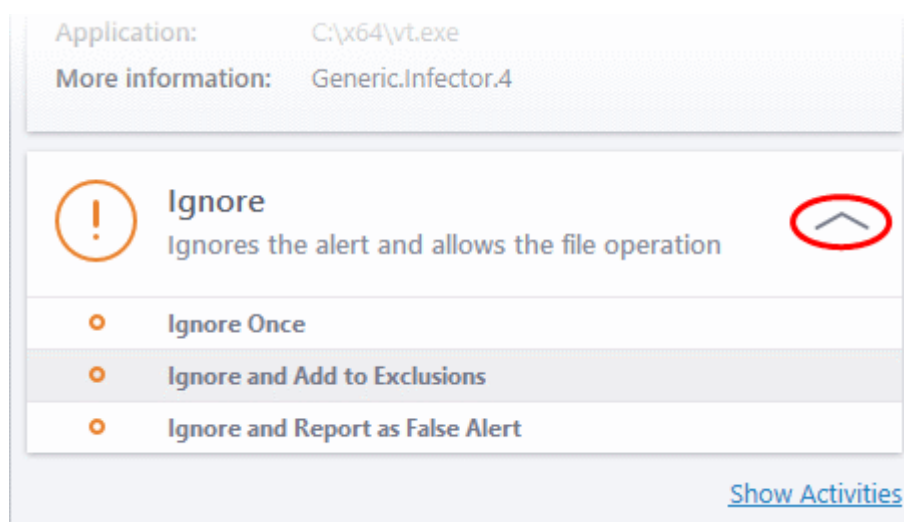 Application: C:\x64\vt.exe
More information: Generic.Infector.4
Ignore
Ignores the alert and allows the file operation
Ignore Once
Ignore and Add to Exclusions
Ignore and Report as False Alert
Show Activities